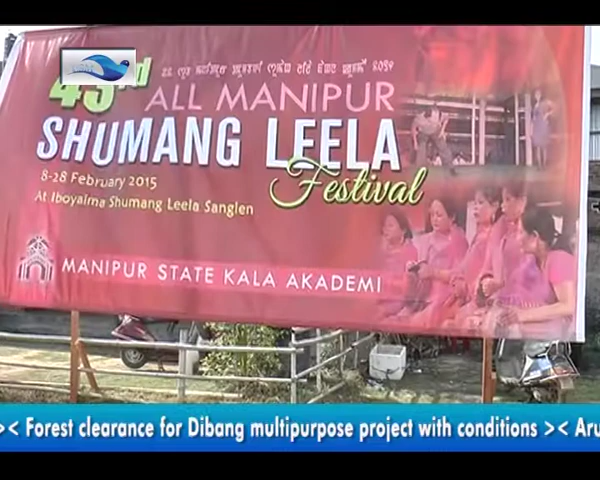 43rd
ALL MANIPUR
SHUMANG LEELA
Festival
8-28 February 2015
At Iboyaima Shumang Leela Sanglen
MANIPUR STATE KALA AKADEMI
>< Forest clearance for Dibang multipurpose project with conditions >< Aru